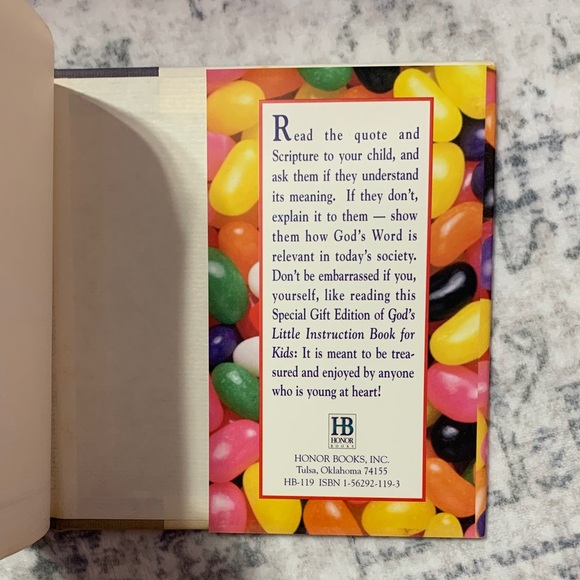 Read the quote and
Scripture to your child, and
ask them if they understand
its meaning. If they don't,
explain it to them — show
them how God's Word is
relevant in today's society.
Don't be embarrassed if you,
yourself, like reading this
Special Gift Edition of God's
Little Instruction Book for
Kids: It is meant to be trea-
sured and enjoyed by anyone
who is young at heart!
HB
HONOR
BOOKS
HONOR BOOKS, INC.
Tulsa, Oklahoma 74155
HB-119 ISBN 1-56292-119-3